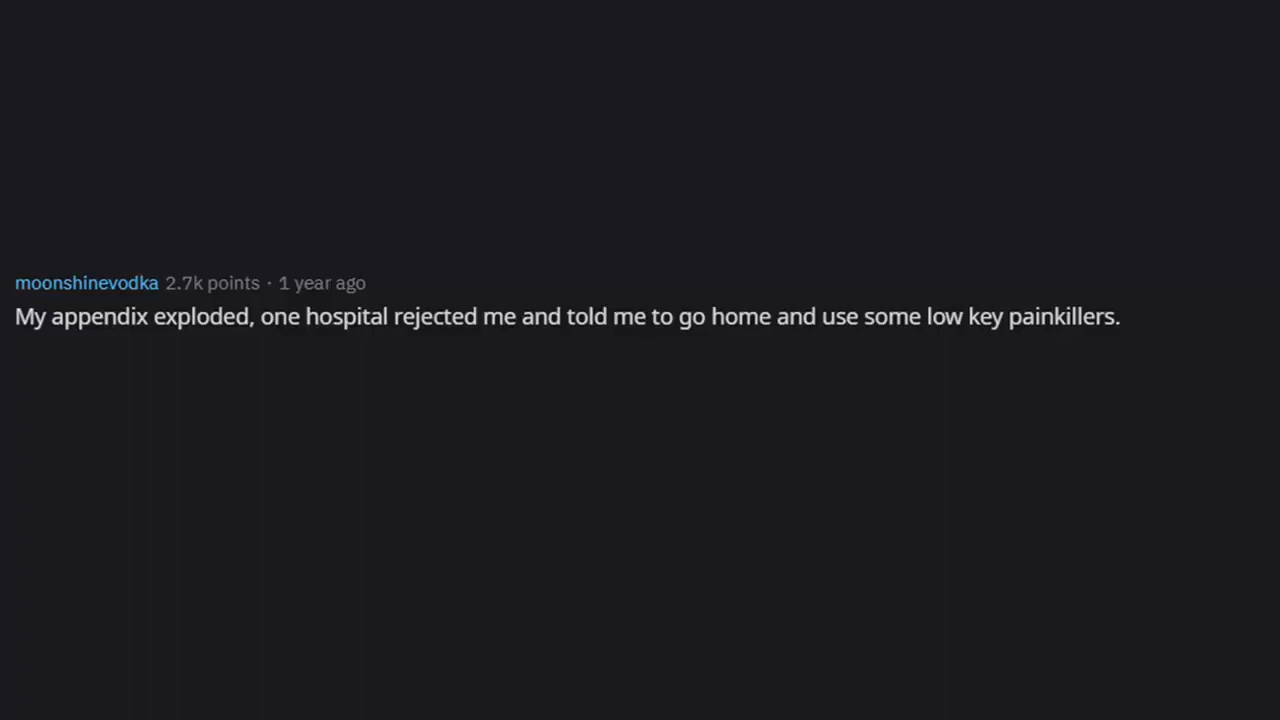 moonshinevodka 2.7k points · 1 year ago
My appendix exploded, one hospital rejected me and told me to go home and use some low key painkillers.